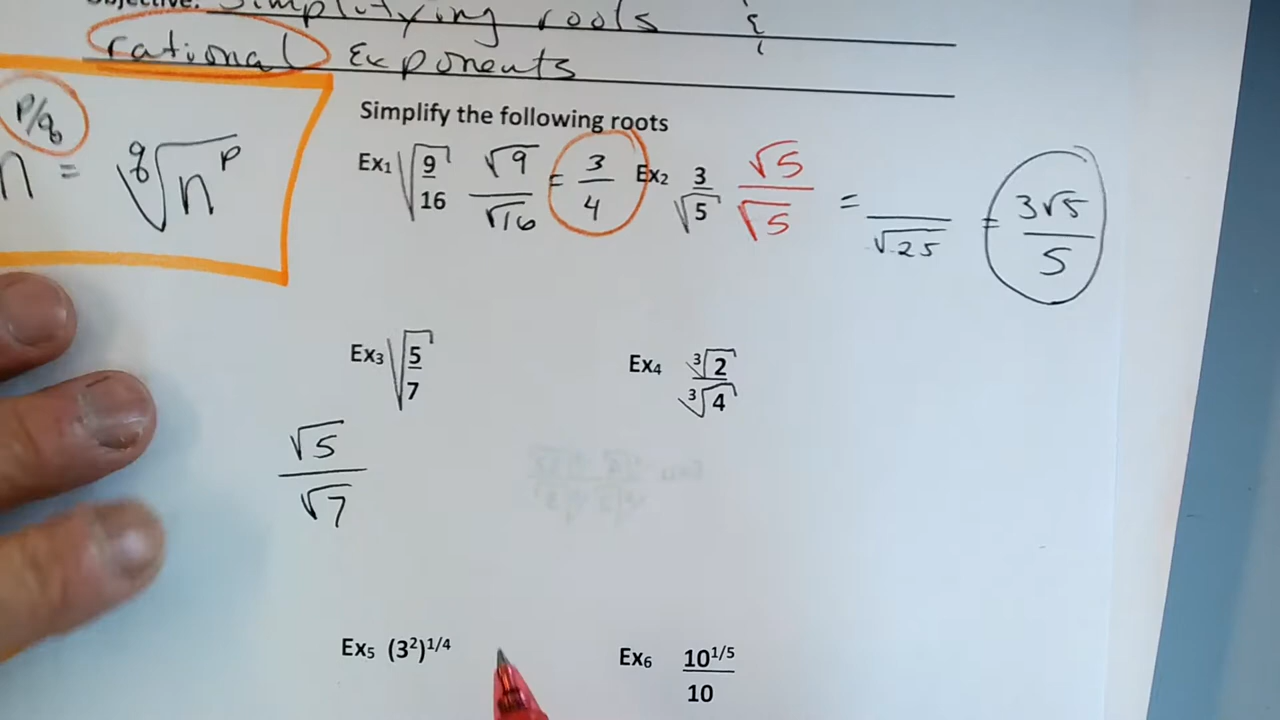 Objective: Simplifying roots &
rational Exponents
n^(p/q) = ᑫ√(nᵖ)
Simplify the following roots
Ex1 √(9/16) √9/√16 = 3/4
Ex2 3/√5 √5/√5 = /√25 = 3√5/5
Ex3 √(5/7)
√5/√7
Ex4 ∛2/∛4
Ex5 (3²)^1/4
Ex6 10^1/5/10